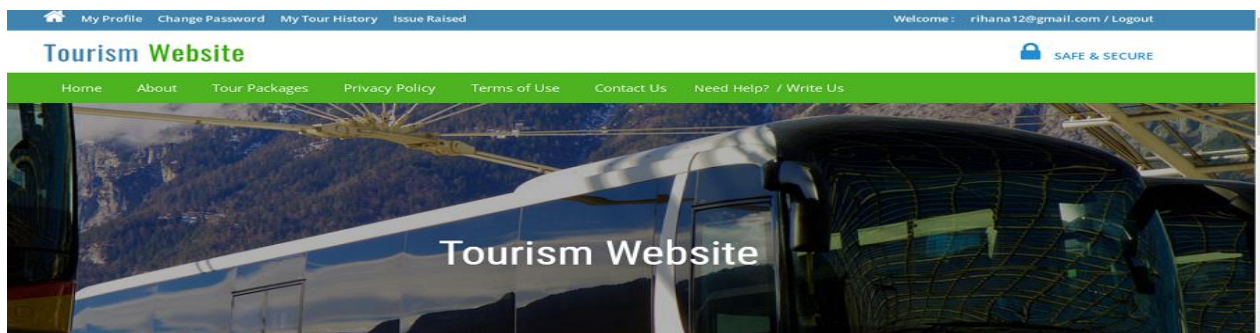 My Profile Change Password My Tour History Issue Raised Welcome : rihana12@gmail.com / Logout
Tourism Website SAFE & SECURE
Home About Tour Packages Privacy Policy Terms of Use Contact Us Need Help? / Write Us
Tourism Website